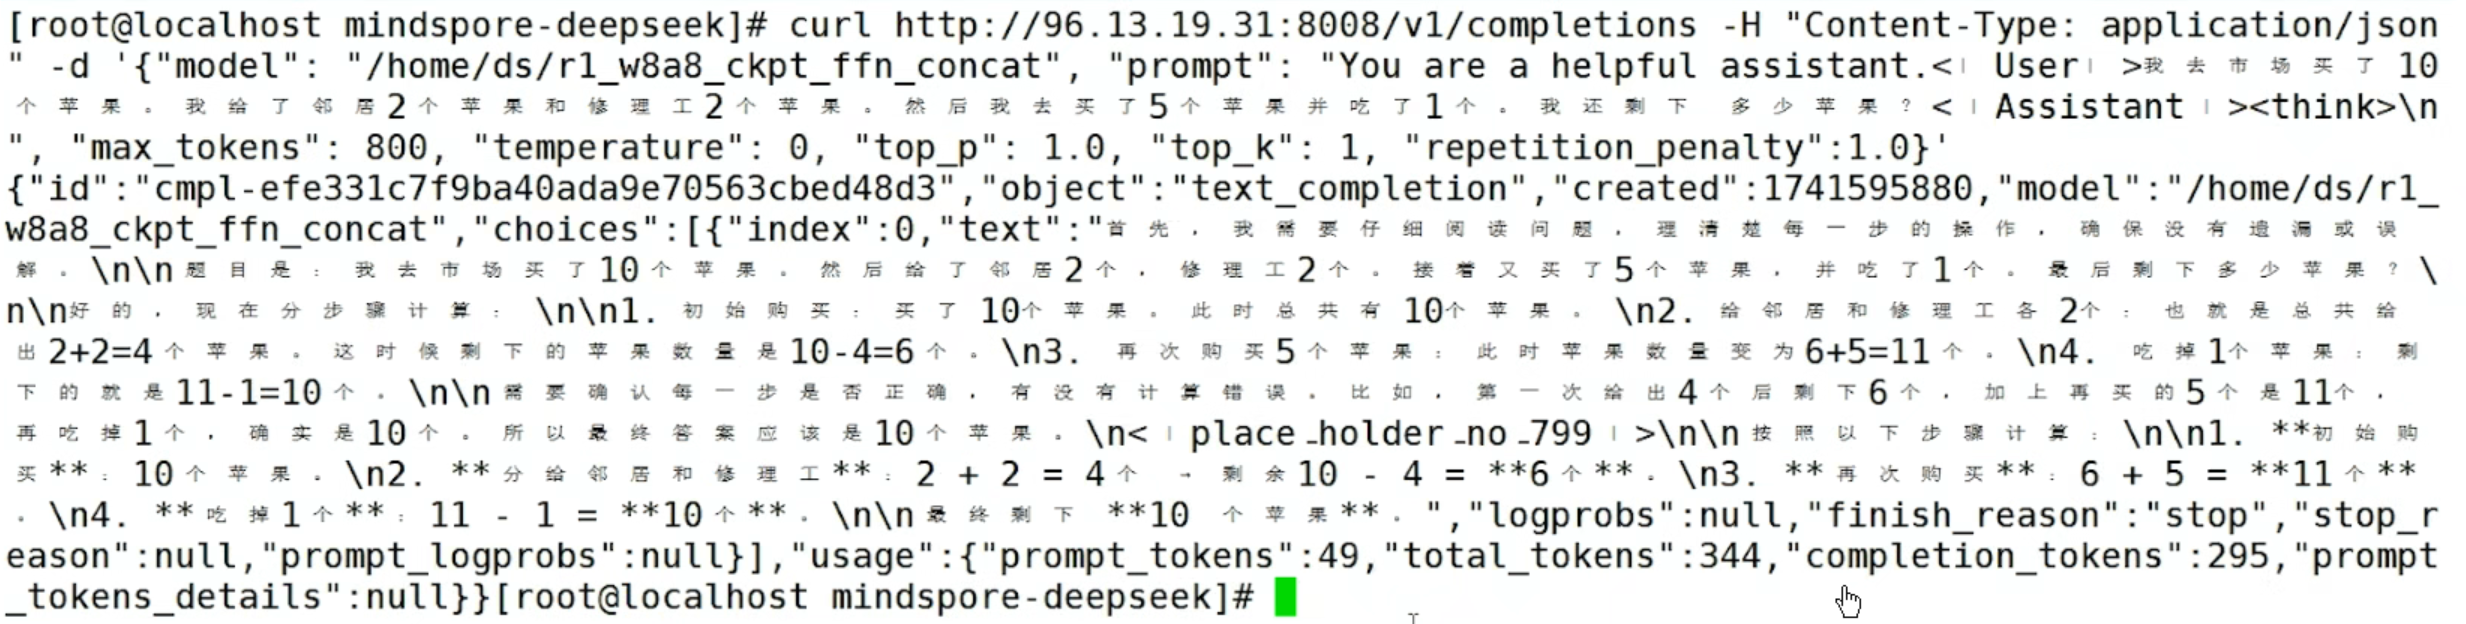 [root@localhost mindspore-deepseek]# curl http://96.13.19.31:8008/v1/completions -H "Content-Type: application/json
" -d '{"model": "/home/ds/r1_w8a8_ckpt_ffn_concat", "prompt": "You are a helpful assistant.<｜User｜>我去市场买了10
个苹果。我给了邻居2个苹果和修理工2个苹果。然后我去买了5个苹果并吃了1个。我还剩下多少苹果?<｜Assistant｜><think>\n
", "max_tokens": 800, "temperature": 0, "top_p": 1.0, "top_k": 1, "repetition_penalty":1.0}'
{"id":"cmpl-efe331c7f9ba40ada9e70563cbed48d3","object":"text_completion","created":1741595880,"model":"/home/ds/r1_
w8a8_ckpt_ffn_concat","choices":[{"index":0,"text":"首先，我需要仔细阅读问题，理清楚每一步的操作，确保没有遗漏或误
解。\n\n题目是：我去市场买了10个苹果。然后给了邻居2个，修理工2个。接着又买了5个苹果，并吃了1个。最后剩下多少苹果？\
n\n好的，现在分步骤计算：\n\n1. 初始购买：买了10个苹果。此时总共有10个苹果。\n2. 给邻居和修理工各2个：也就是总共给
出2+2=4个苹果。这时候剩下的苹果数量是10-4=6个。\n3. 再次购买5个苹果：此时苹果数量变为6+5=11个。\n4. 吃掉1个苹果：剩
下的就是11-1=10个。\n\n需要确认每一步是否正确，有没有计算错误。比如，第一次给出4个后剩下6个，加上再买的5个是11个，
再吃掉1个，确实是10个。所以最终答案应该是10个苹果。\n<｜place▁holder▁no▁799｜>\n\n按照以下步骤计算：\n\n1. **初始购
买**：10个苹果。\n2. **分给邻居和修理工**：2 + 2 = 4个 → 剩余10 - 4 = **6个**。\n3. **再次购买**：6 + 5 = **11个**
。\n4. **吃掉1个**：11 - 1 = **10个**。\n\n最终剩下 **10 个苹果**。","logprobs":null,"finish_reason":"stop","stop_r
eason":null,"prompt_logprobs":null}],"usage":{"prompt_tokens":49,"total_tokens":344,"completion_tokens":295,"prompt
_tokens_details":null}}[root@localhost mindspore-deepseek]#